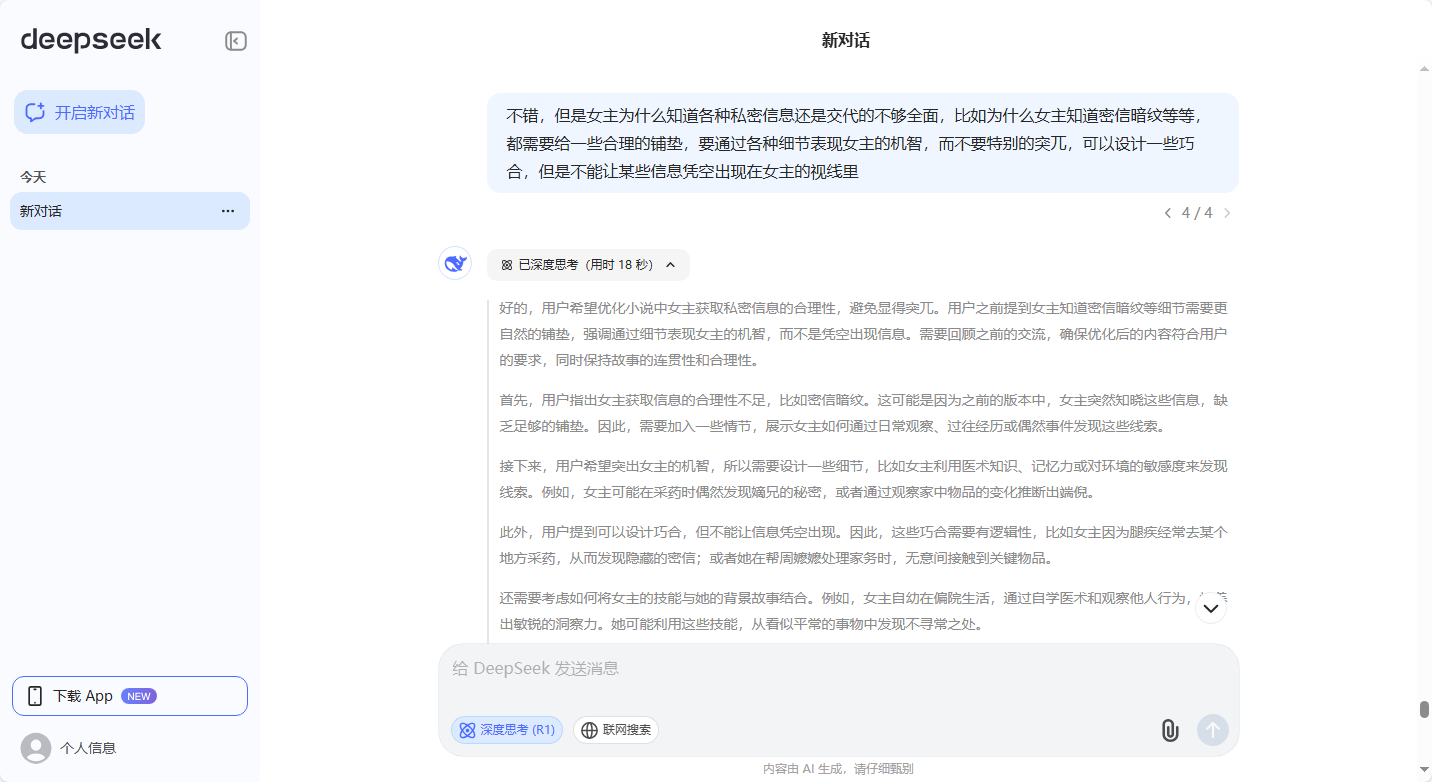 deepseek
开启新对话
今天
新对话
下载 App NEW
个人信息
新对话
不错，但是女主为什么知道各种私密信息还是交代的不够全面，比如为什么女主知道密信暗纹等等，
都需要给一些合理的铺垫，要通过各种细节表现女主的机智，而不要特别的突兀，可以设计一些巧
合，但是不能让某些信息凭空出现在女主的视线里
4 / 4
已深度思考（用时 18 秒）
好的，用户希望优化小说中女主获取私密信息的合理性，避免显得突兀。用户之前提到女主知道密信暗纹等细节需要更
自然的铺垫，强调通过细节表现女主的机智，而不是凭空出现信息。需要回顾之前的交流，确保优化后的内容符合用户
的要求，同时保持故事的连贯性和合理性。
首先，用户指出女主获取信息的合理性不足，比如密信暗纹。这可能是因为之前的版本中，女主突然知晓这些信息，缺
乏足够的铺垫。因此，需要加入一些情节，展示女主如何通过日常观察、过往经历或偶然事件发现这些线索。
接下来，用户希望突出女主的机智，所以需要设计一些细节，比如女主利用医术知识、记忆力或对环境的敏感度来发现
线索。例如，女主可能在采药时偶然发现嫡兄的秘密，或者通过观察家中物品的变化推断出端倪。
此外，用户提到可以设计巧合，但不能让信息凭空出现。因此，这些巧合需要有逻辑性，比如女主因为腿疾经常去某个
地方采药，从而发现隐藏的密信；或者她在帮周嬷嬷处理家务时，无意间接触到关键物品。
还需要考虑如何将女主的技能与她的背景故事结合。例如，女主自幼在偏院生活，通过自学医术和观察他人行为，
出敏锐的洞察力。她可能利用这些技能，从看似平常的事物中发现不寻常之处。
给 DeepSeek 发送消息
深度思考 (R1)
联网搜索
内容由 AI 生成，请仔细甄别